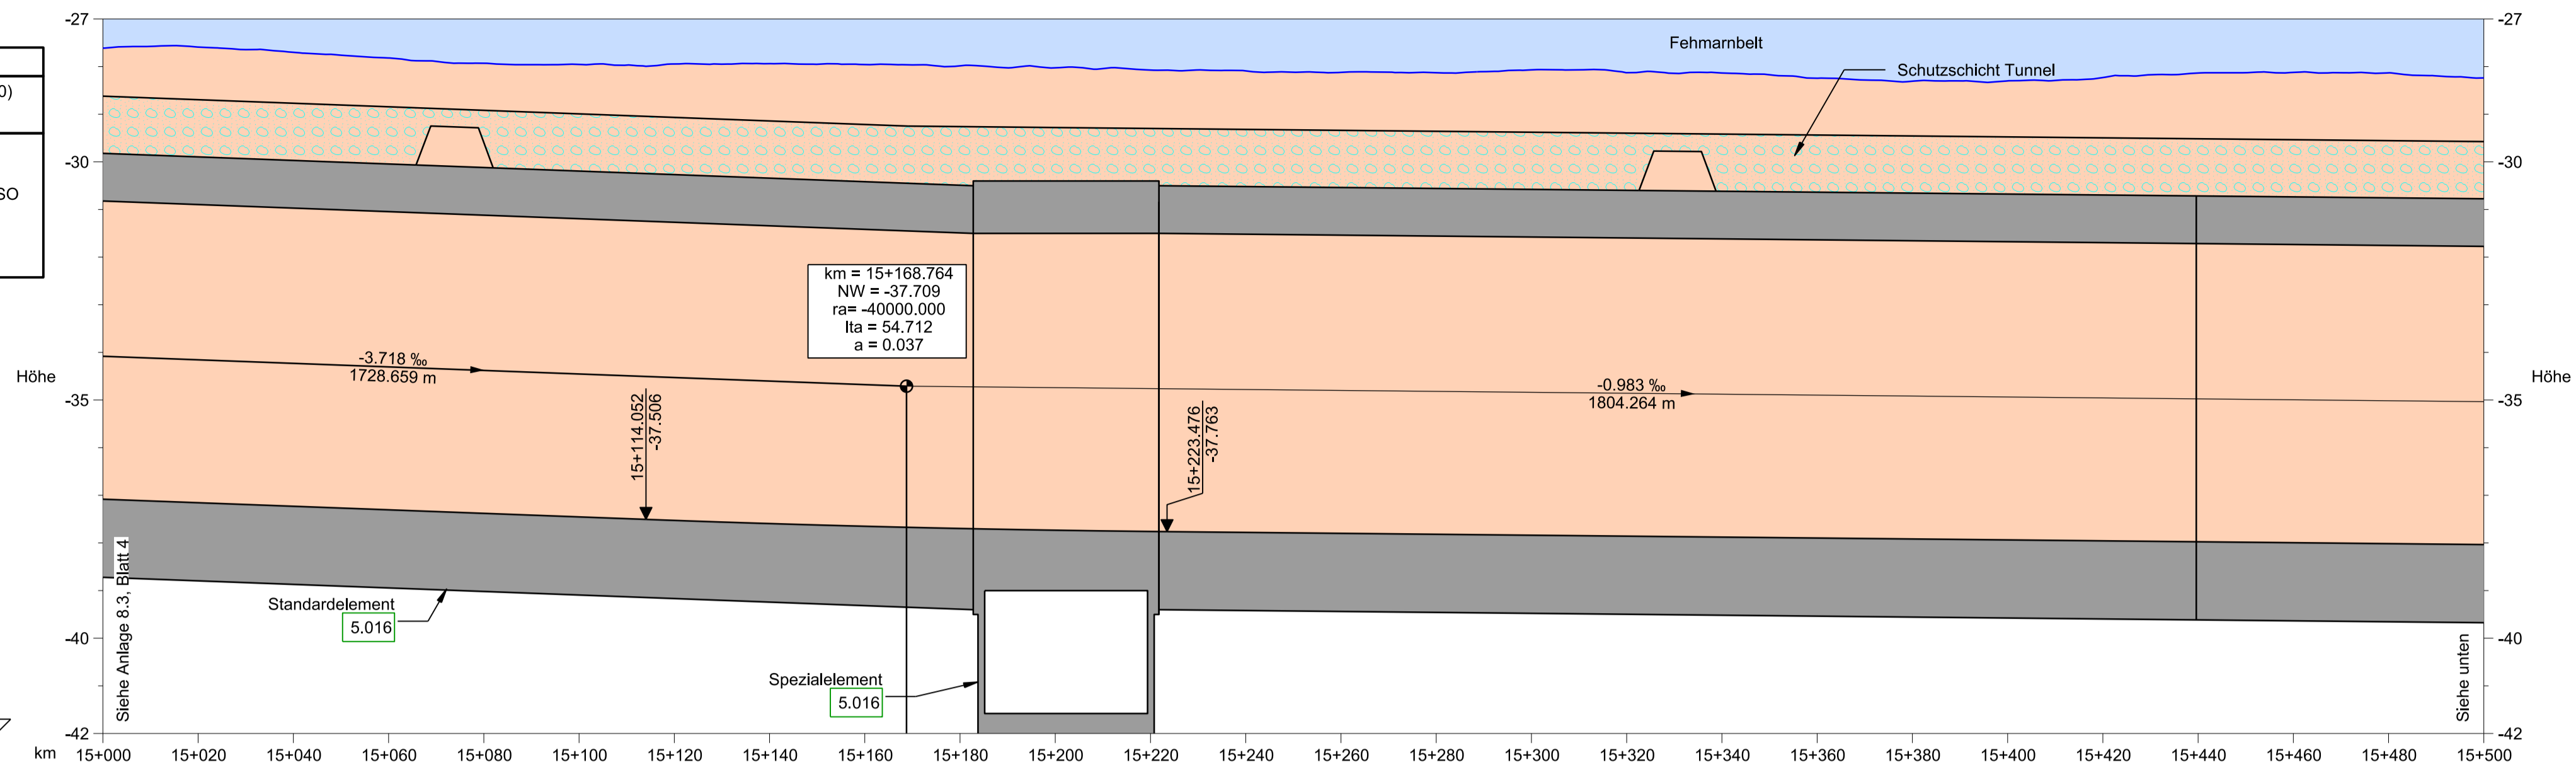 -27
-27
Fehmarnbelt
Schutzschicht Tunnel
0)
-30
-30
SO
km = 15+168.764
NW = -37.709
ra= -40000.000
lta = 54.712
a = 0.037
-3.718 ‰
1728.659 m
-0.983 ‰
1804.264 m
Höhe
Höhe
-35
-35
15+114.052
-37.506
15+223.476
-37.763
Siehe Anlage 8.3, Blatt 4
Standardelement
5.016
-40
-40
Spezialelement
5.016
Siehe unten
-42
-42
km
15+000 15+020 15+040 15+060 15+080 15+100 15+120 15+140 15+160 15+180 15+200 15+220 15+240 15+260 15+280 15+300 15+320 15+340 15+360 15+380 15+400 15+420 15+440 15+460 15+480 15+500